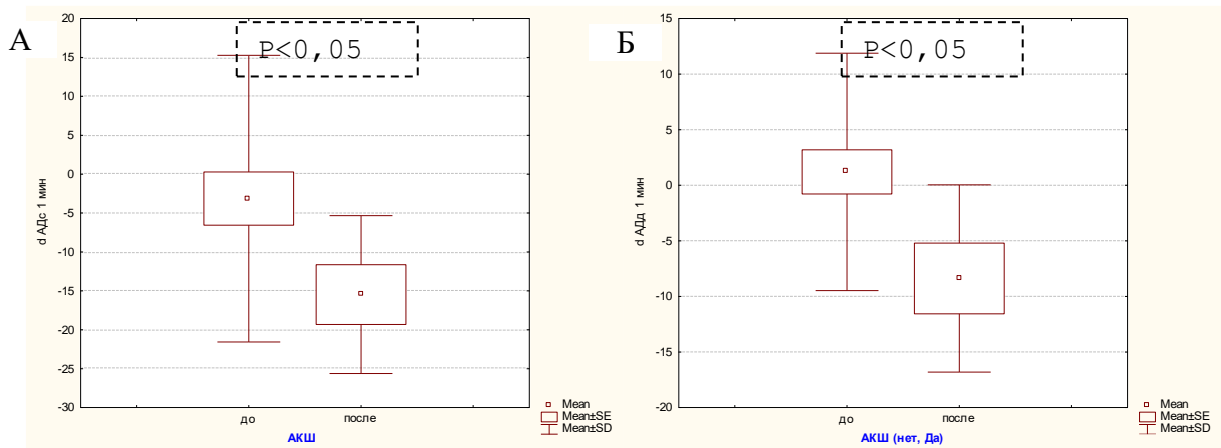 А
P<0,05
20
15
10
5
0
-5
-10
-15
-20
-25
-30
d АДс 1 мин
до
после
АКШ
Mean
Mean±SE
Mean±SD
Б
P<0,05
15
10
5
0
-5
-10
-15
-20
d АДд 1 мин
до
после
АКШ (нет, Да)
Mean
Mean±SE
Mean±SD